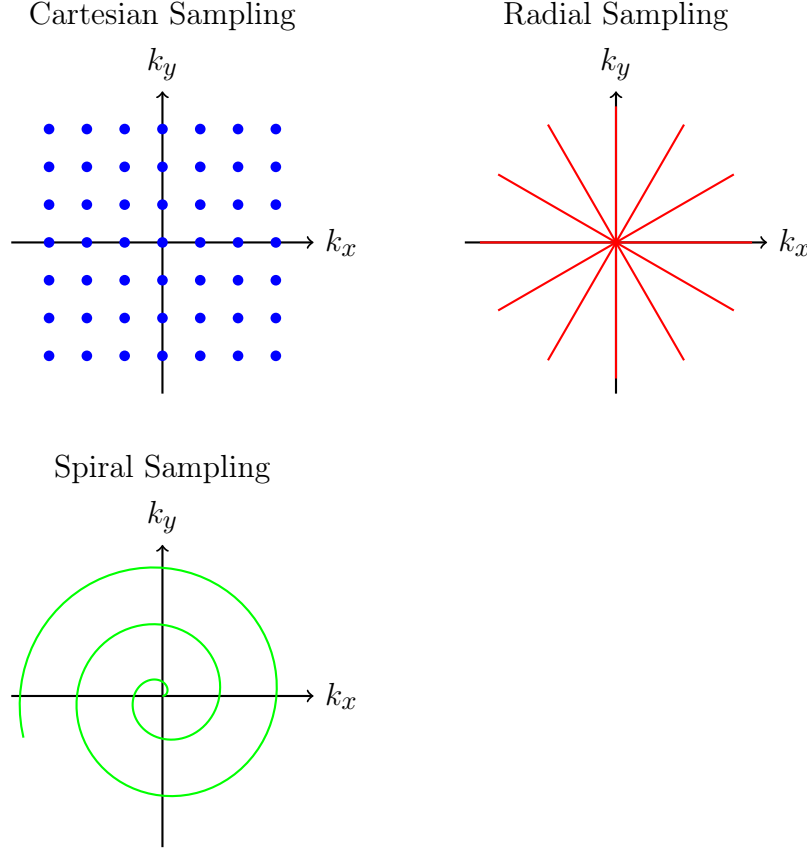 Cartesian Sampling
k_y
k_x
Radial Sampling
k_y
k_x
Spiral Sampling
k_y
k_x